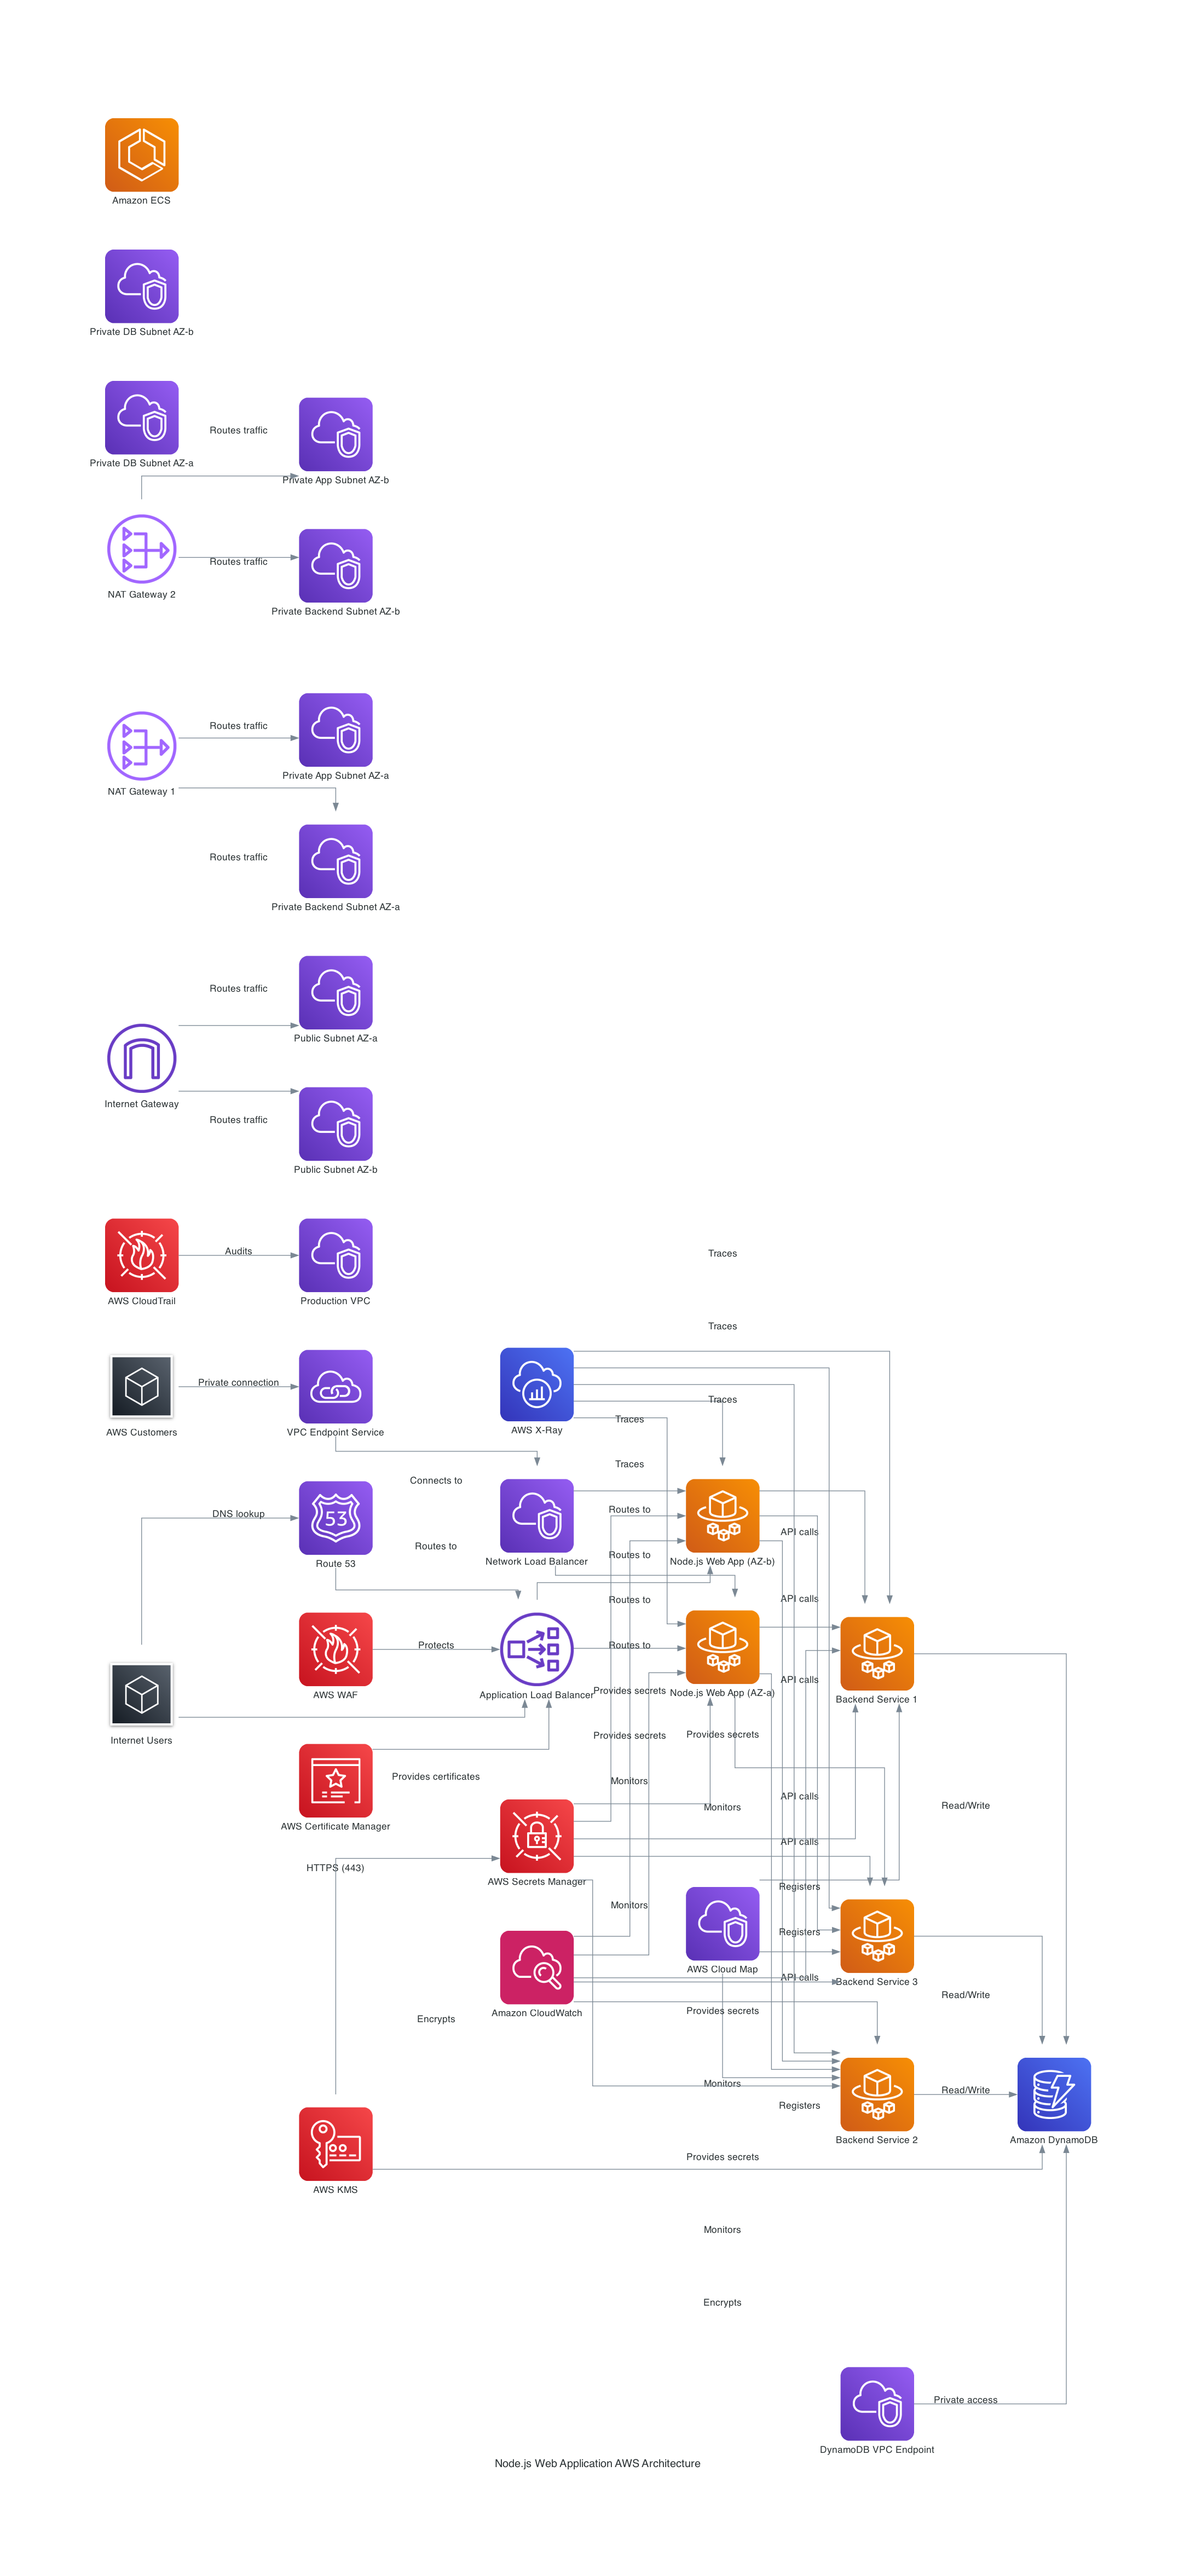 Amazon ECS
Private DB Subnet AZ-b
Private DB Subnet AZ-a
Routes traffic
Private App Subnet AZ-b
Routes traffic
NAT Gateway 2
Private Backend Subnet AZ-b
Routes traffic
Private App Subnet AZ-a
NAT Gateway 1
Routes traffic
Private Backend Subnet AZ-a
Routes traffic
Public Subnet AZ-a
Internet Gateway
Routes traffic
Public Subnet AZ-b
Audits
Traces
AWS CloudTrail
Production VPC
Traces
Private connection
Traces
Traces
AWS X-Ray
AWS Customers
VPC Endpoint Service
Traces
Connects to
Routes to
DNS lookup
53
API calls
Routes to
Routes to
Network Load Balancer
Node.js Web App (AZ-b)
Route 53
API calls
Routes to
Protects
Routes to
API calls
Provides secrets
Node.js Web App (AZ-a)
AWS WAF
Application Load Balancer
Backend Service 1
Provides secrets
Provides secrets
Internet Users
Provides certificates
Monitors
API calls
Monitors
Read/Write
AWS Certificate Manager
API calls
HTTPS (443)
AWS Secrets Manager
Registers
Monitors
Registers
AWS Cloud Map
API calls
Backend Service 3
Read/Write
Provides secrets
Amazon CloudWatch
Encrypts
Monitors
Read/Write
Registers
Backend Service 2
Amazon DynamoDB
Provides secrets
AWS KMS
Monitors
Encrypts
Private access
DynamoDB VPC Endpoint
Node.js Web Application AWS Architecture